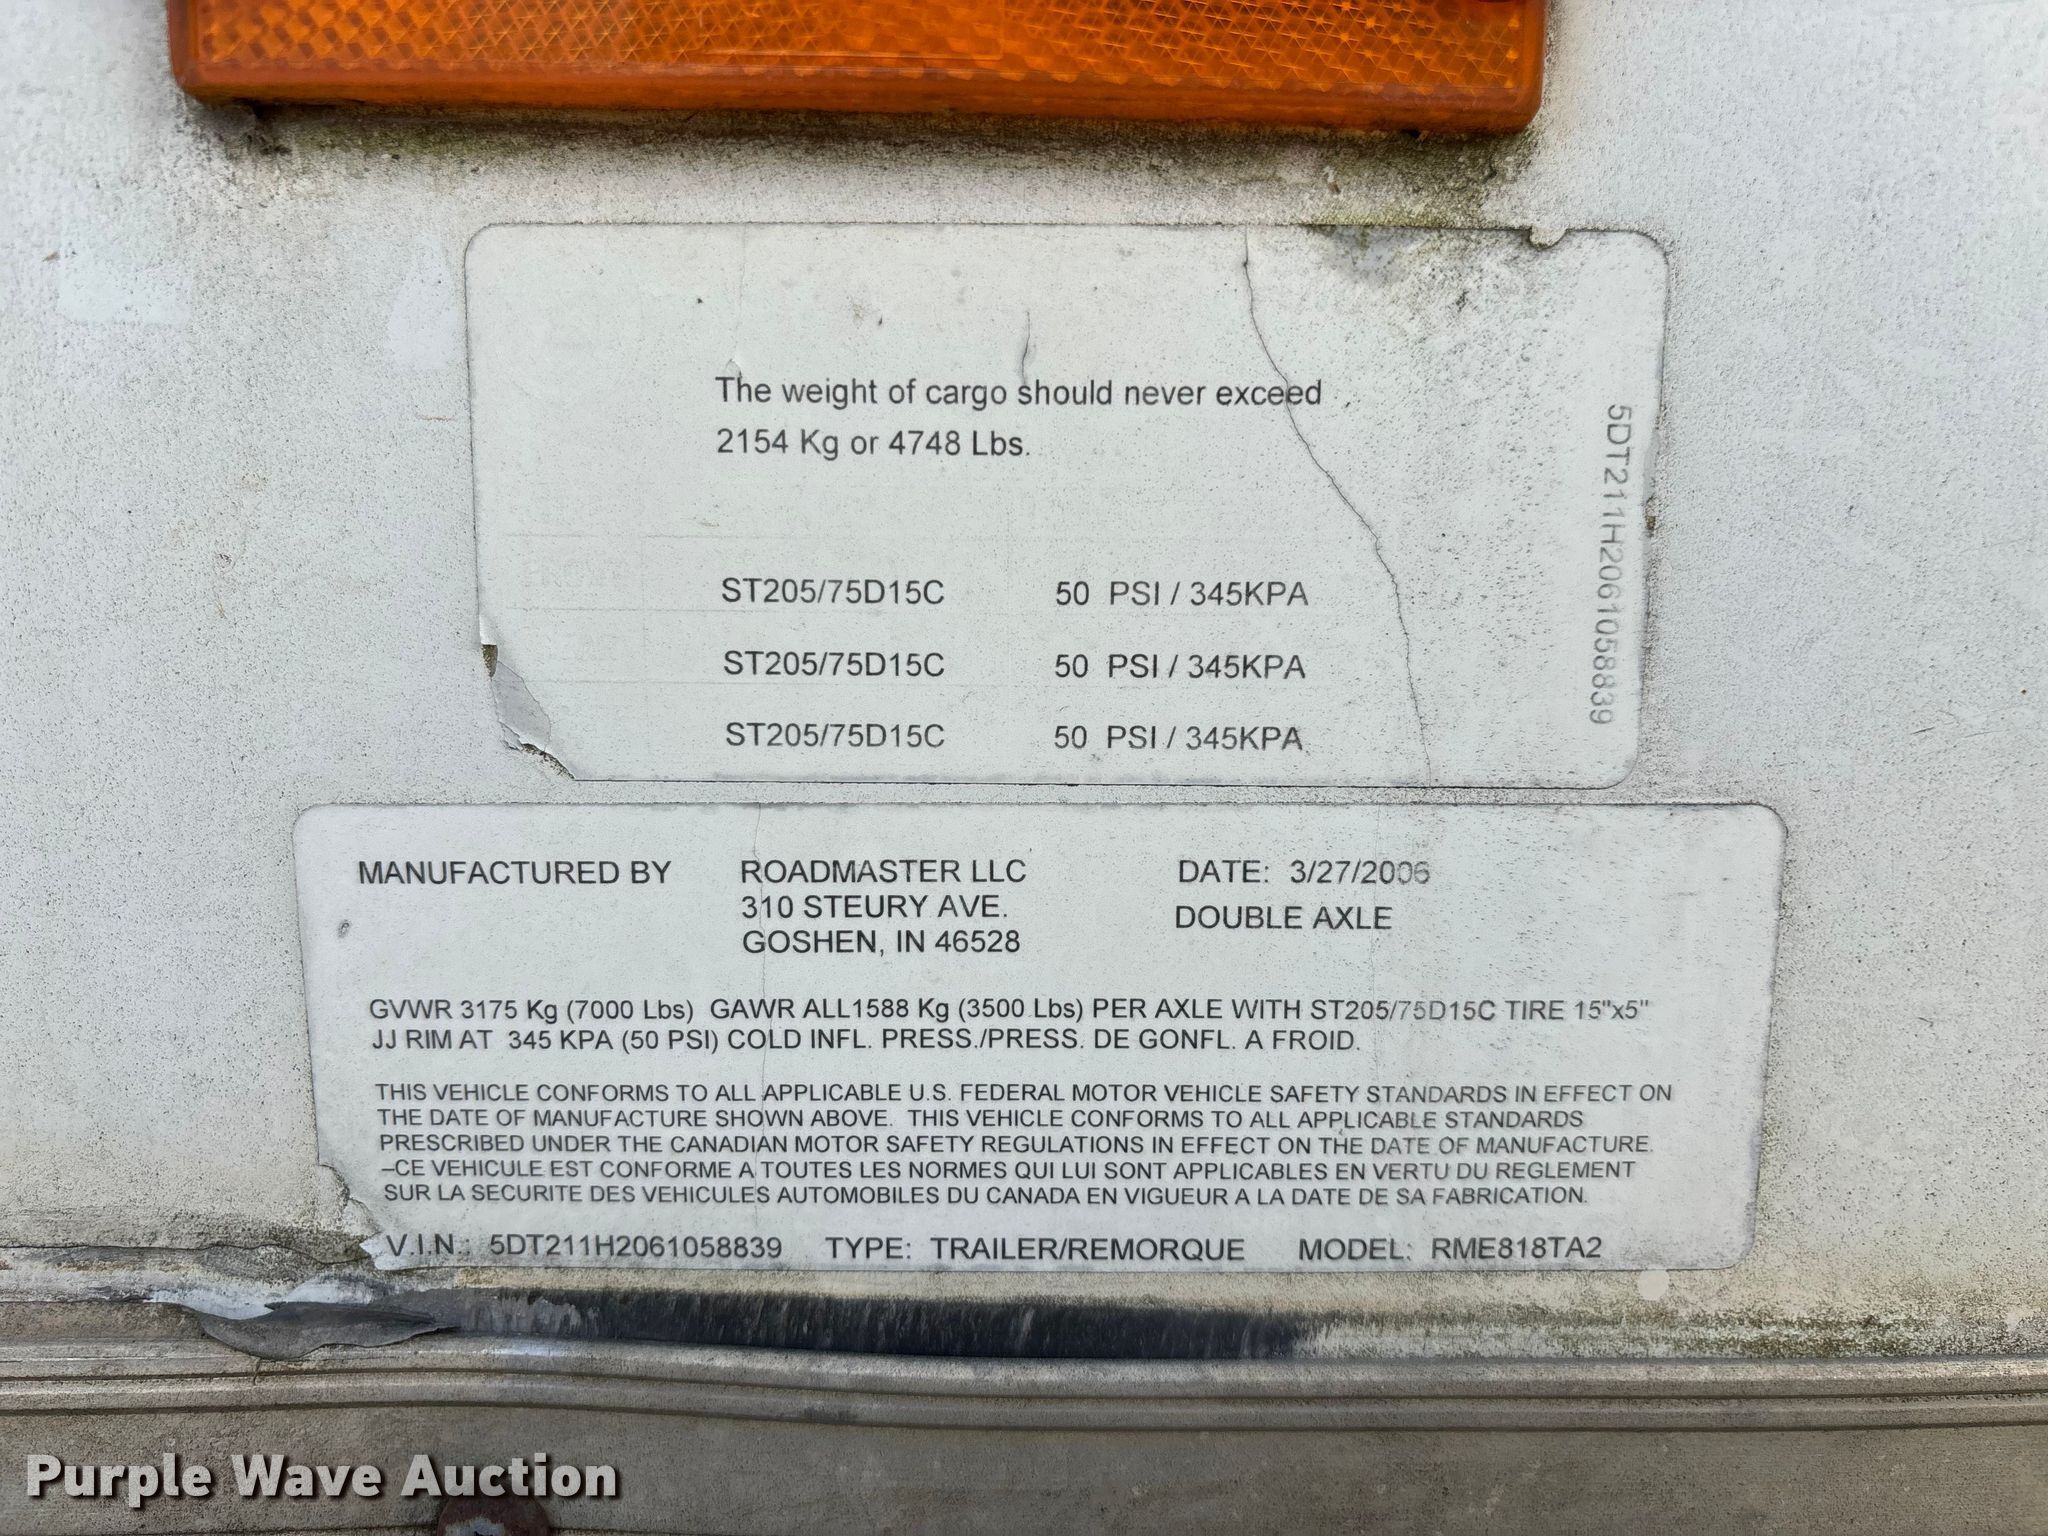 The weight of cargo should never exceed
2154 Kg or 4748 Lbs.
ST205/75D15C 50 PSI / 345KPA
ST205/75D15C 50 PSI / 345KPA
ST205/75D15C 50 PSI / 345KPA
5DT211H2061058839
MANUFACTURED BY ROADMASTER LLC DATE: 3/27/2006
310 STEURY AVE. DOUBLE AXLE
GOSHEN, IN 46528
GVWR 3175 Kg (7000 Lbs) GAWR ALL1588 Kg (3500 Lbs) PER AXLE WITH ST205/75D15C TIRE 15"x5"
JJ RIM AT 345 KPA (50 PSI) COLD INFL. PRESS./PRESS. DE GONFL. A FROID.
THIS VEHICLE CONFORMS TO ALL APPLICABLE U.S. FEDERAL MOTOR VEHICLE SAFETY STANDARDS IN EFFECT ON
THE DATE OF MANUFACTURE SHOWN ABOVE. THIS VEHICLE CONFORMS TO ALL APPLICABLE STANDARDS
PRESCRIBED UNDER THE CANADIAN MOTOR SAFETY REGULATIONS IN EFFECT ON THE DATE OF MANUFACTURE.
–CE VEHICULE EST CONFORME A TOUTES LES NORMES QUI LUI SONT APPLICABLES EN VERTU DU REGLEMENT
SUR LA SECURITE DES VEHICULES AUTOMOBILES DU CANADA EN VIGUEUR A LA DATE DE SA FABRICATION.
V.I.N.: 5DT211H2061058839 TYPE: TRAILER/REMORQUE MODEL: RME818TA2
Purple Wave Auction